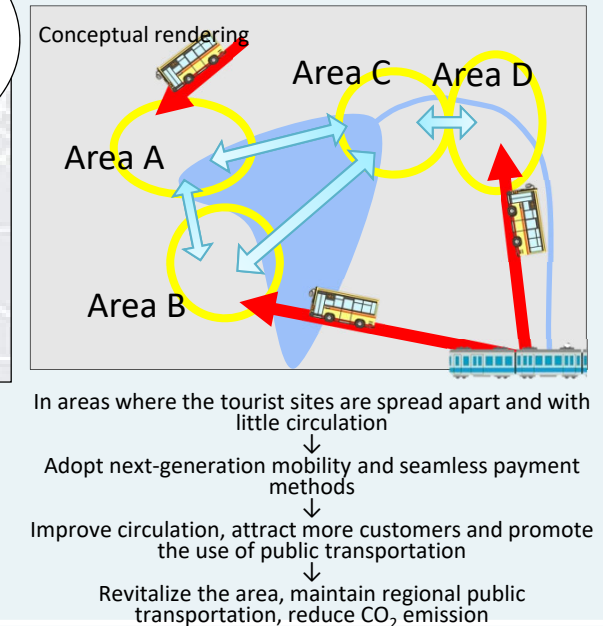 Conceptual rendering
Area C
Area D
Area A
Area B
In areas where the tourist sites are spread apart and with
little circulation
↓
Adopt next-generation mobility and seamless payment
methods
↓
Improve circulation, attract more customers and promote
the use of public transportation
↓
Revitalize the area, maintain regional public
transportation, reduce CO₂ emission